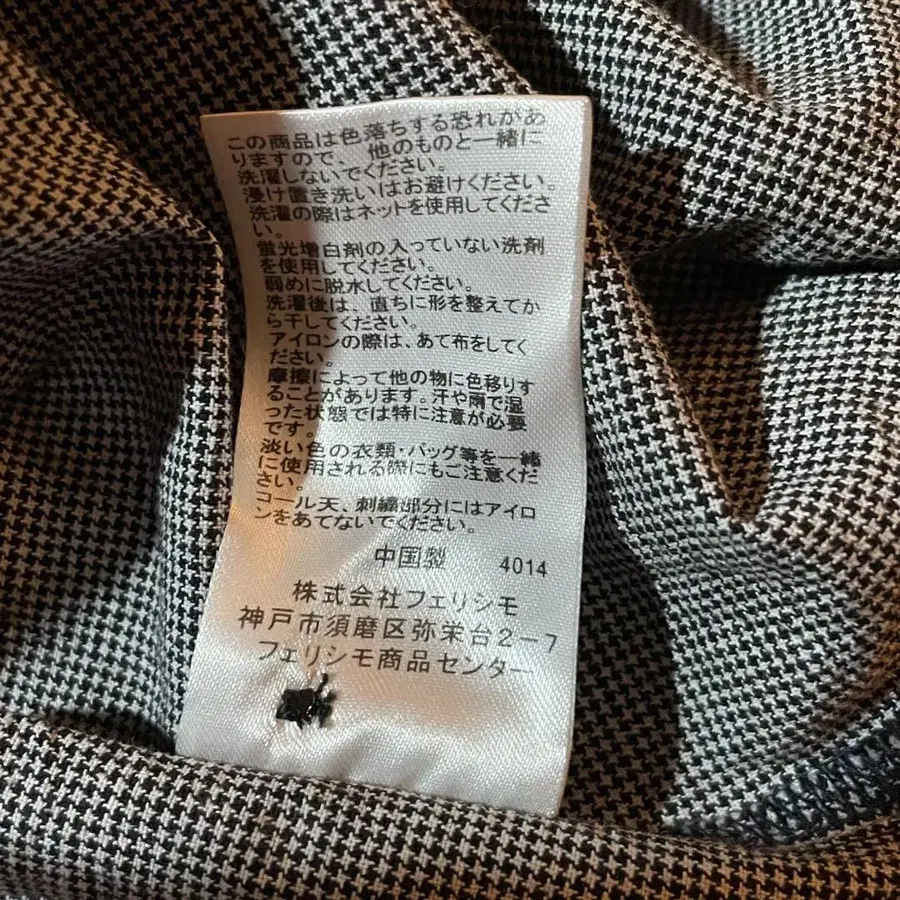 この商品は色落ちする恐れがあ
りますので、他のものと一緒に
洗濯しないでください。
浸け置き洗いはお避けください。
洗濯の際はネットを使用してくださ
い。
蛍光増白剤の入っていない洗剤
を使用してください。
弱めに脱水してください。
洗濯後は、直ちに形を整えてか
ら干してください。
アイロンの際は、あて布をしてく
ださい。
摩擦によって他の物に色移りす
ることがあります。汗や雨で湿
った状態では特に注意が必要
です。
淡い色の衣類・バッグ等を一緒
に使用される際にもご注意くだ
さい。
コール天、刺繍部分にはアイロ
ンをあてないでください。
中国製 4014
株式会社フェリシモ
神戸市須磨区弥栄台2-7
フェリシモ商品センター